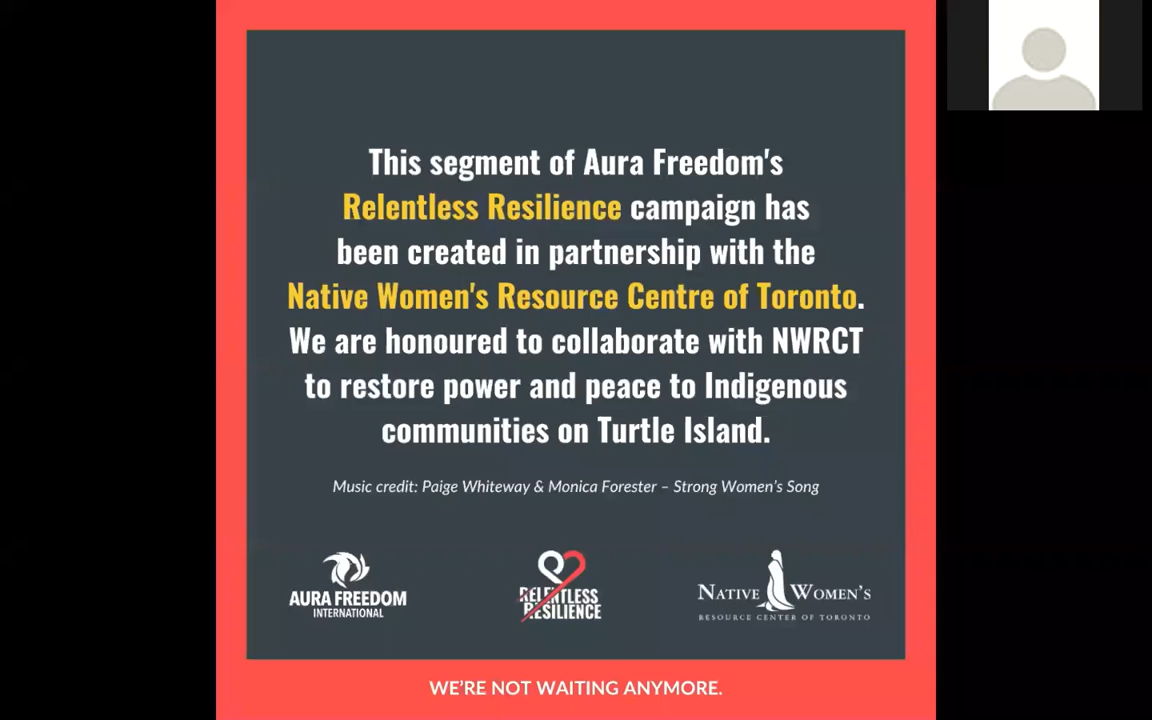 This segment of Aura Freedom's
Relentless Resilience campaign has
been created in partnership with the
Native Women's Resource Centre of Toronto.
We are honoured to collaborate with NWRCT
to restore power and peace to Indigenous
communities on Turtle Island.
Music credit: Paige Whiteway & Monica Forester – Strong Women's Song
AURA FREEDOM
INTERNATIONAL
RELENTLESS
RESILIENCE
NATIVE WOMEN'S
RESOURCE CENTER OF TORONTO
WE'RE NOT WAITING ANYMORE.